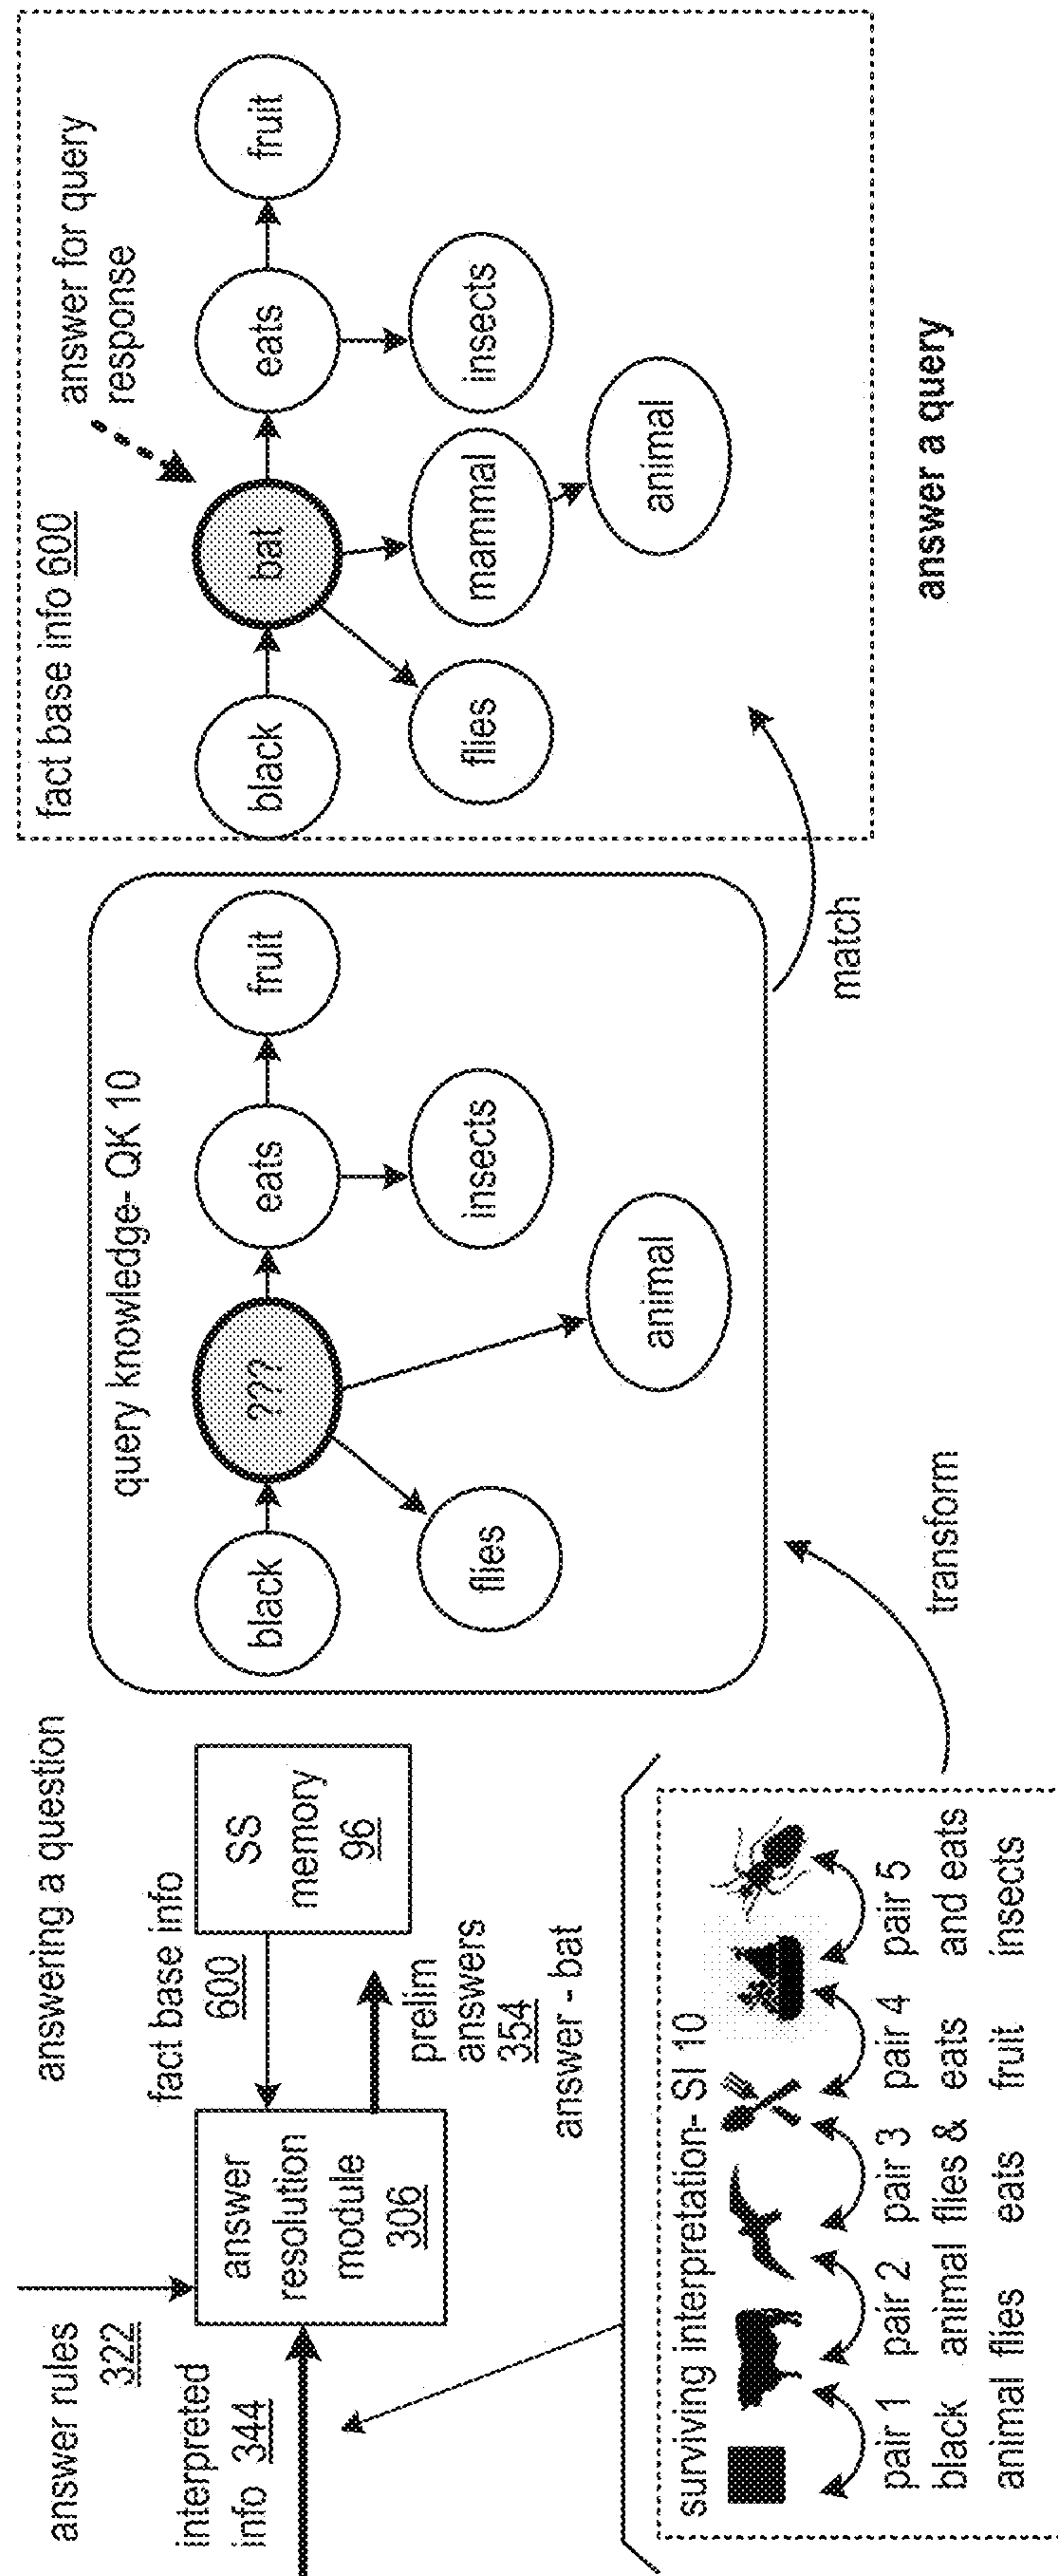 answering a question
answer rules
322
interpreted
info 344
answer
resolution
module
306
fact base info
600
SS
memory
96
prelim
answers
354
answer - bat
surviving interpretation- SI 10
pair 1
black
animal
pair 2
animal
flies
pair 3
flies &
eats
pair 4
eats
fruit
pair 5
and eats
insects
transform
query knowledge- QK 10
black
???
eats
fruit
flies
animal
insects
match
fact base info 600
answer for query
response
black
bat
eats
fruit
flies
mammal
insects
animal
answer a query